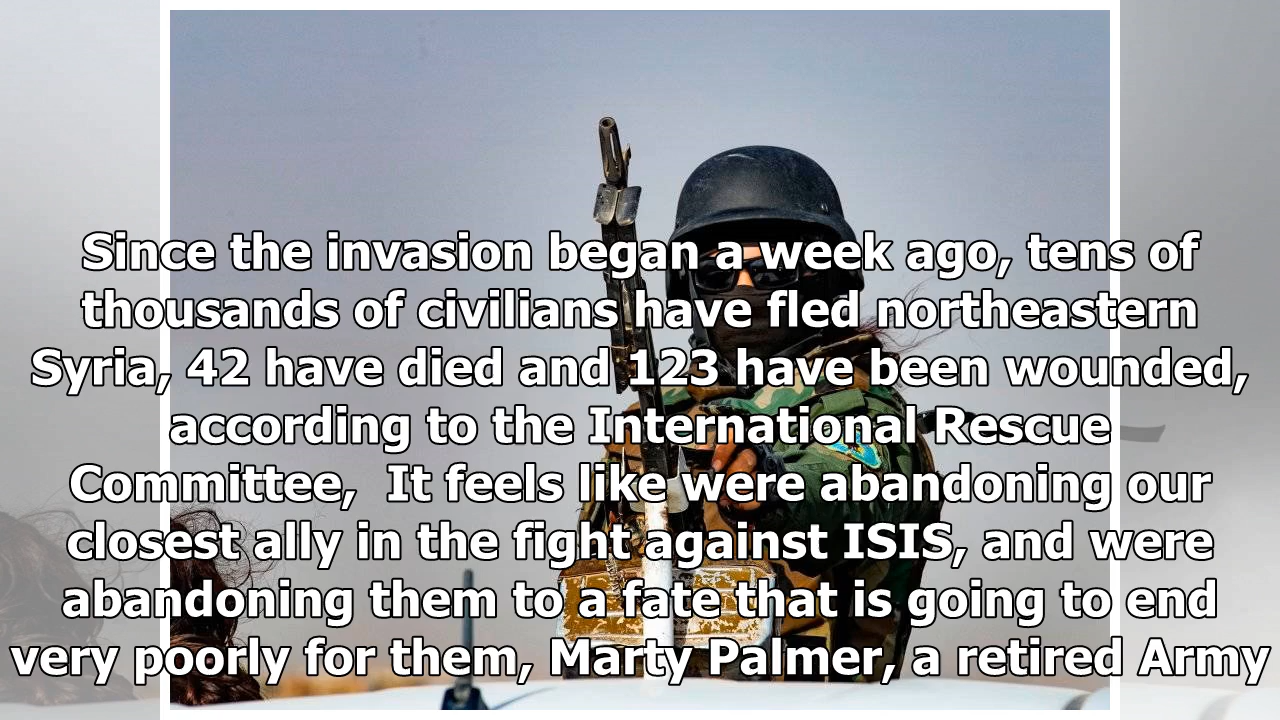 Since the invasion began a week ago, tens of
thousands of civilians have fled northeastern
Syria, 42 have died and 123 have been wounded,
according to the International Rescue
Committee,  It feels like were abandoning our
closest ally in the fight against ISIS, and were
abandoning them to a fate that is going to end
very poorly for them, Marty Palmer, a retired Army